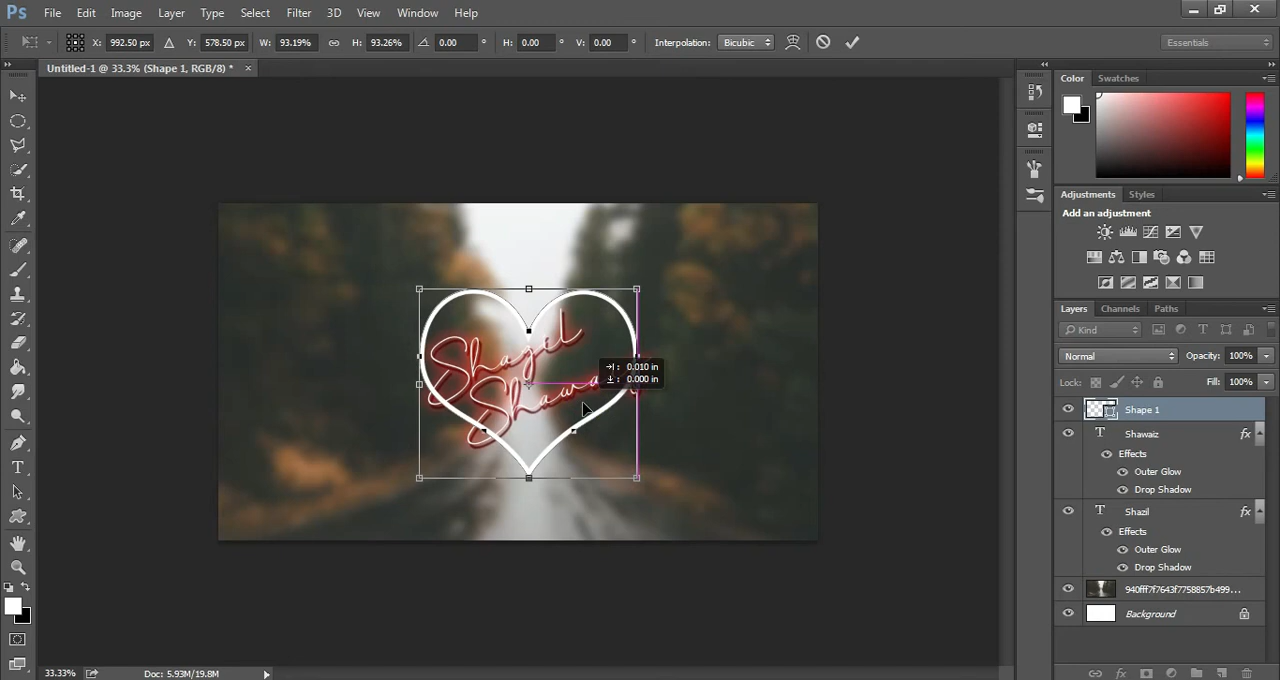 Ps File Edit Image Layer Type Select Filter 3D View Window Help
X: 992.50 px Y: 578.50 px W: 93.19% H: 93.26% 0.00 ° H: 0.00 ° V: 0.00 ° Interpolation: Bicubic Essentials
Untitled-1 @ 33.3% (Shape 1, RGB/8) * ×
Color Swatches
Adjustments Styles
Add an adjustment
Layers Channels Paths
Kind
Normal Opacity: 100%
Lock: Fill: 100%
Shape 1
T Shawaiz fx
Effects
Outer Glow
Drop Shadow
T Shazil fx
Effects
Outer Glow
Drop Shadow
940fff7f7643f7758857b499...
Background
Shazil
0.010 in
0.000 in
33.33% Doc: 5.93M/19.8M
fx